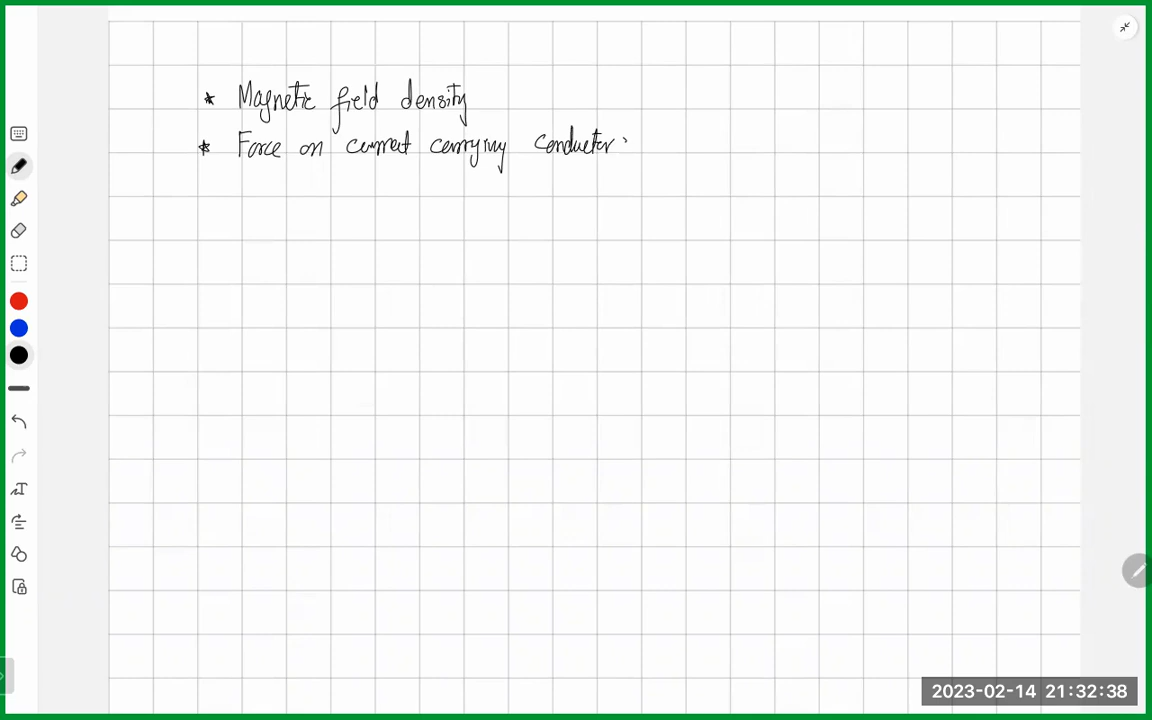 * Magnetic field density
* Force on current carrying conductor
2023-02-14 21:32:38